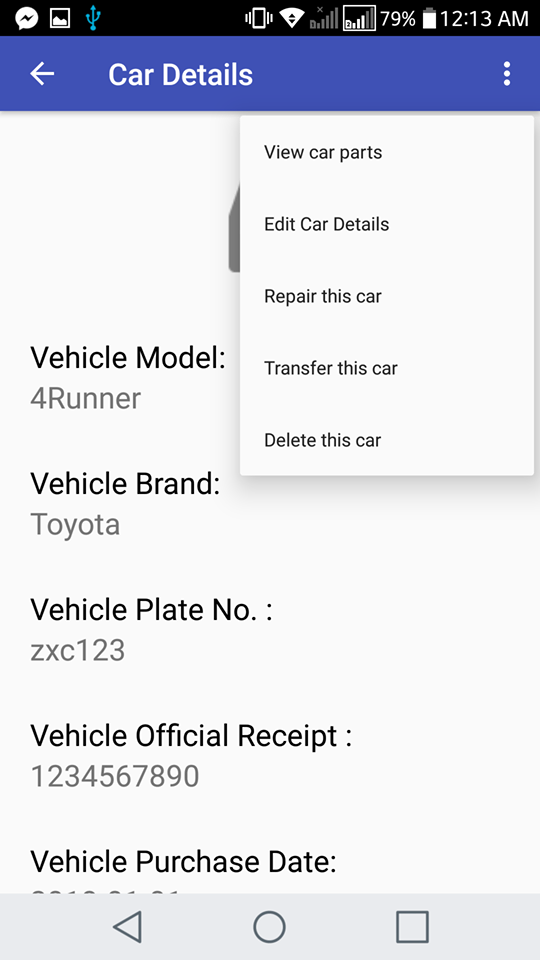 79% 12:13 AM
Car Details
View car parts
Edit Car Details
Repair this car
Transfer this car
Delete this car
Vehicle Model:
4Runner
Vehicle Brand:
Toyota
Vehicle Plate No. :
zxc123
Vehicle Official Receipt :
1234567890
Vehicle Purchase Date: